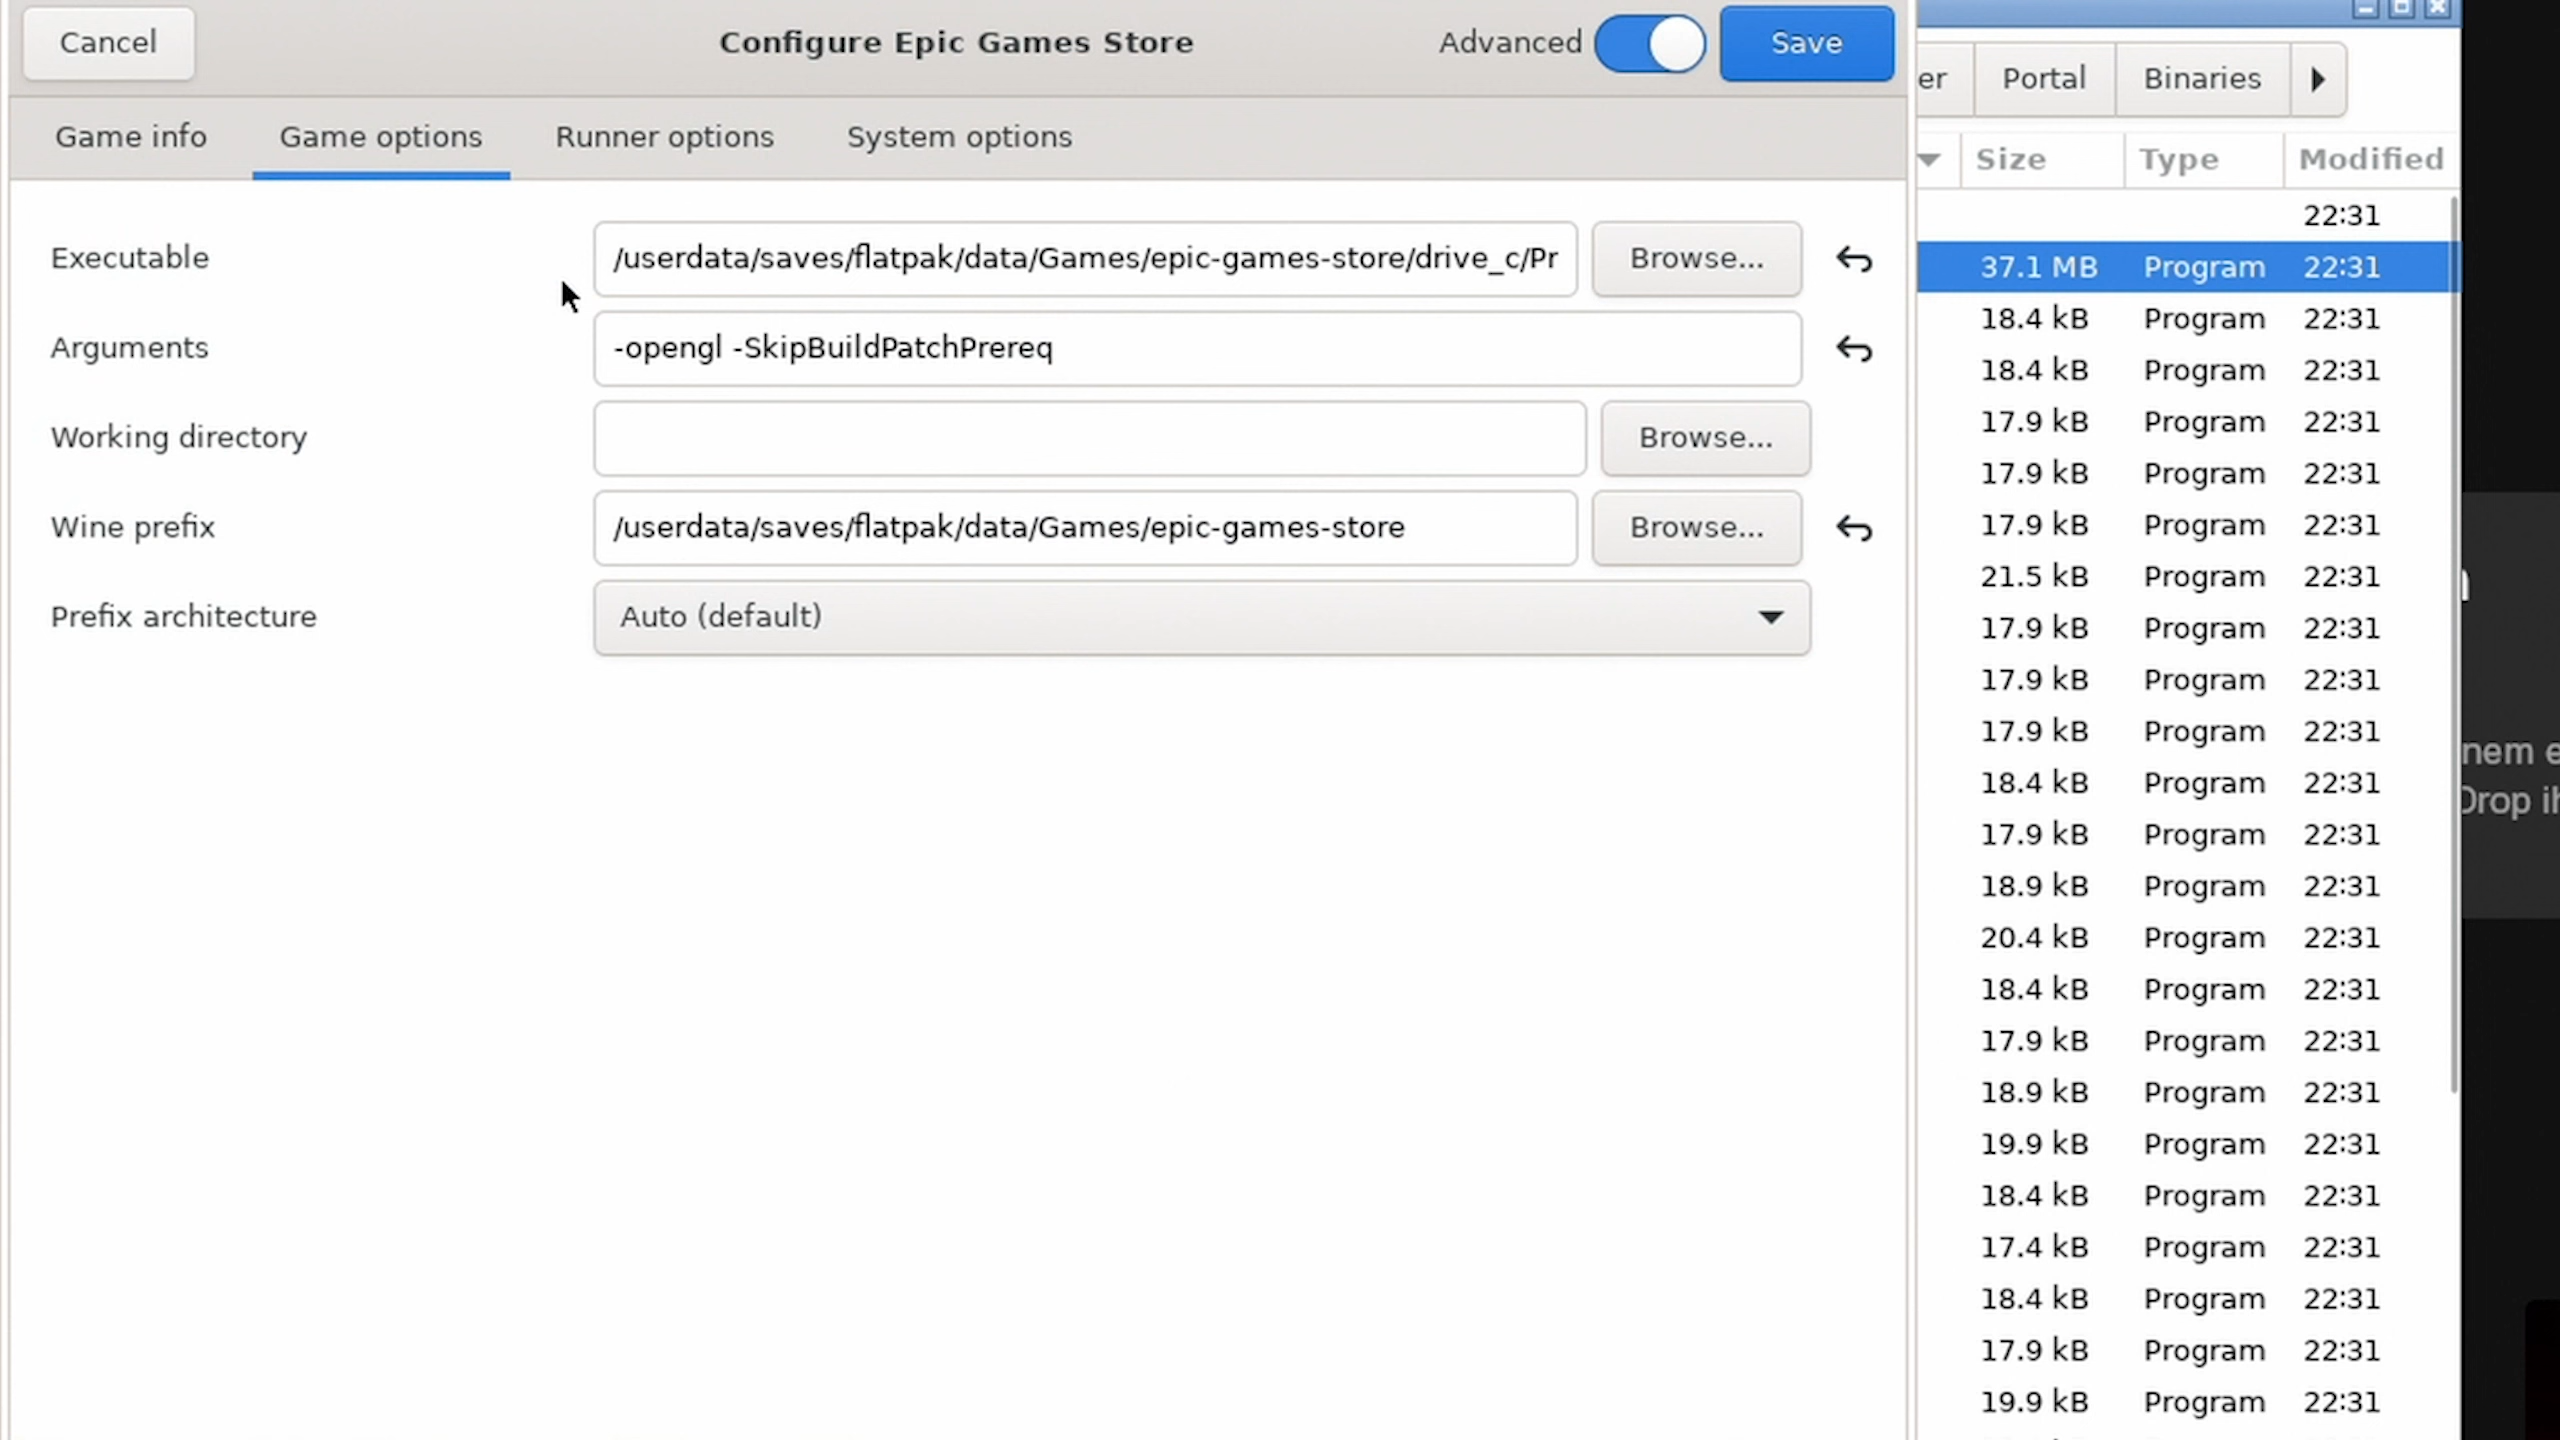 Cancel
Configure Epic Games Store
Advanced
Save
Game info
Game options
Runner options
System options
Executable
/userdata/saves/flatpak/data/Games/epic-games-store/drive_c/Pr
Browse...
Arguments
-opengl -SkipBuildPatchPrereq
Working directory
Browse...
Wine prefix
/userdata/saves/flatpak/data/Games/epic-games-store
Browse...
Prefix architecture
Auto (default)
er
Portal
Binaries
Size
Type
Modified
22:31
37.1 MB Program 22:31
18.4 kB Program 22:31
18.4 kB Program 22:31
17.9 kB Program 22:31
17.9 kB Program 22:31
17.9 kB Program 22:31
21.5 kB Program 22:31
17.9 kB Program 22:31
17.9 kB Program 22:31
17.9 kB Program 22:31
18.4 kB Program 22:31
17.9 kB Program 22:31
18.9 kB Program 22:31
20.4 kB Program 22:31
18.4 kB Program 22:31
17.9 kB Program 22:31
18.9 kB Program 22:31
19.9 kB Program 22:31
18.4 kB Program 22:31
17.4 kB Program 22:31
18.4 kB Program 22:31
17.9 kB Program 22:31
19.9 kB Program 22:31
nem e
Drop ih